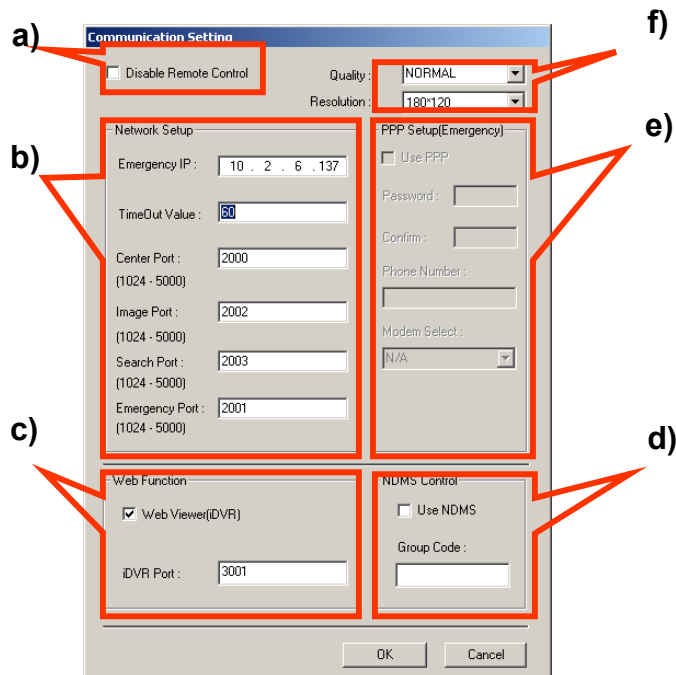 a)
f)
Communication Setting
Disable Remote Control
Quality :
NORMAL
Resolution :
180*120
b)
e)
Network Setup
Emergency IP :
10 . 2 . 6 .137
TimeOut Value :
60
Center Port :
2000
(1024 - 5000)
Image Port :
2002
(1024 - 5000)
Search Port :
2003
(1024 - 5000)
Emergency Port :
2001
(1024 - 5000)
PPP Setup(Emergency)
Use PPP
Password :
Confirm :
Phone Number :
Modem Select :
N/A
c)
d)
Web Function
Web Viewer(iDVR)
iDVR Port :
3001
NDMS Control
Use NDMS
Group Code :
OK
Cancel